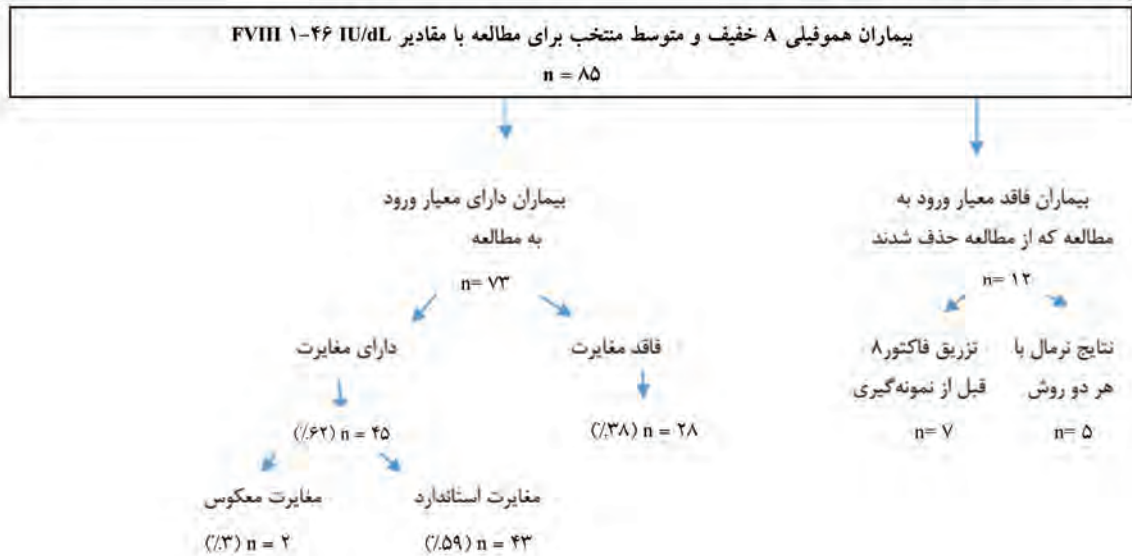 بیماران هموفیلی A خفیف و متوسط منتخب برای مطالعه با مقادیر FVIII ۱-۴۶ IU/dL
n = ۸۵
بیماران فاقد معیار ورود به
مطالعه که از مطالعه حذف شدند
n= ۱۲
بیماران دارای معیار ورود
به مطالعه
n= ۷۳
نتایج نرمال با
هر دو روش
n= ۵
تزریق فاکتور۸
قبل از نمونه‌گیری
n= ۷
فاقد مغایرت
(٪۳۸) n = ۲۸
دارای مغایرت
(٪۶۲) n = ۴۵
مغایرت استاندارد
(٪۵۹) n = ۴۳
مغایرت معکوس
(٪۳) n = ۲